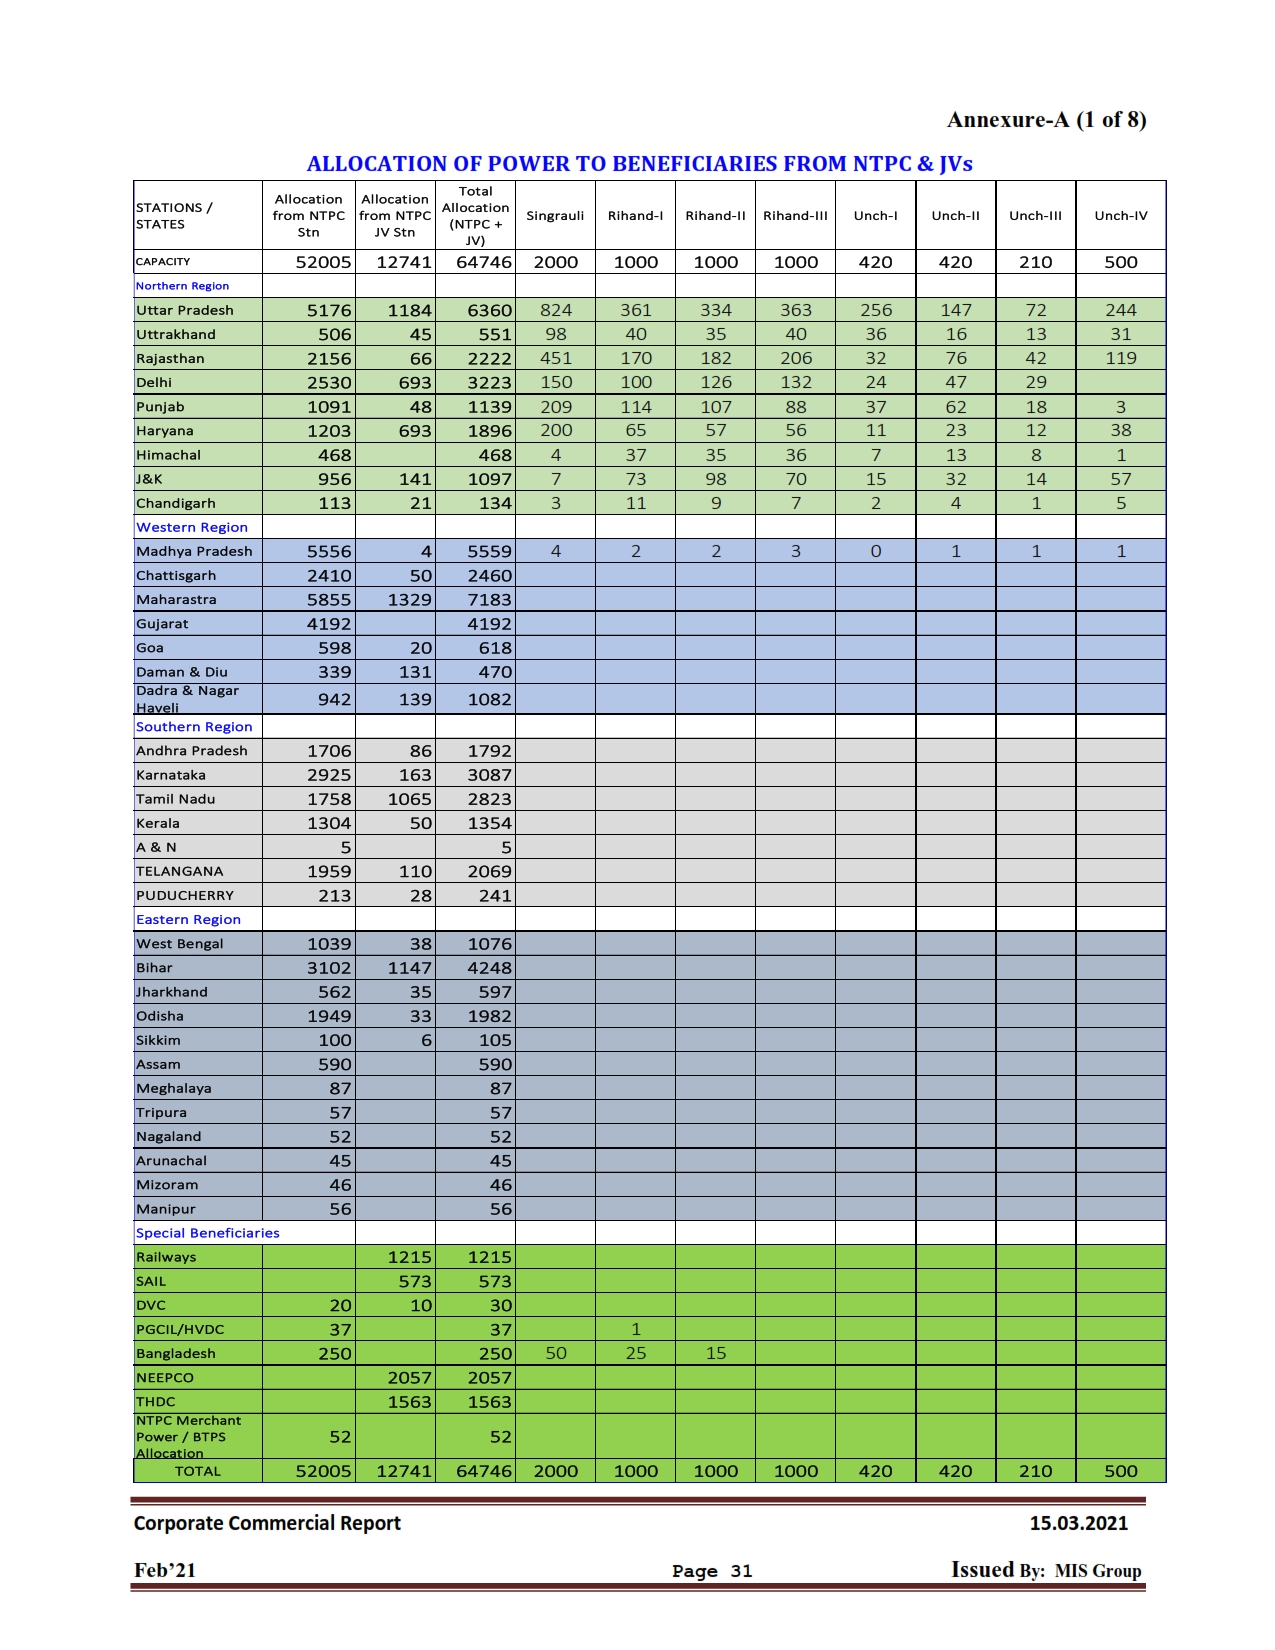 Annexure-A (1 of 8)
ALLOCATION OF POWER TO BENEFICIARIES FROM NTPC & JVs
STATIONS / STATES Allocation from NTPC Stn Allocation from NTPC JV Stn Total Allocation (NTPC + JV) Singrauli Rihand-I Rihand-II Rihand-III Unch-I Unch-II Unch-III Unch-IV
CAPACITY 52005 12741 64746 2000 1000 1000 1000 420 420 210 500
Northern Region
Uttar Pradesh 5176 1184 6360 824 361 334 363 256 147 72 244
Uttrakhand 506 45 551 98 40 35 40 36 16 13 31
Rajasthan 2156 66 2222 451 170 182 206 32 76 42 119
Delhi 2530 693 3223 150 100 126 132 24 47 29
Punjab 1091 48 1139 209 114 107 88 37 62 18 3
Haryana 1203 693 1896 200 65 57 56 11 23 12 38
Himachal 468 468 4 37 35 36 7 13 8 1
J&K 956 141 1097 7 73 98 70 15 32 14 57
Chandigarh 113 21 134 3 11 9 7 2 4 1 5
Western Region
Madhya Pradesh 5556 4 5559 4 2 2 3 0 1 1 1
Chattisgarh 2410 50 2460
Maharastra 5855 1329 7183
Gujarat 4192 4192
Goa 598 20 618
Daman & Diu 339 131 470
Dadra & Nagar Haveli 942 139 1082
Southern Region
Andhra Pradesh 1706 86 1792
Karnataka 2925 163 3087
Tamil Nadu 1758 1065 2823
Kerala 1304 50 1354
A & N 5 5
TELANGANA 1959 110 2069
PUDUCHERRY 213 28 241
Eastern Region
West Bengal 1039 38 1076
Bihar 3102 1147 4248
Jharkhand 562 35 597
Odisha 1949 33 1982
Sikkim 100 6 105
Assam 590 590
Meghalaya 87 87
Tripura 57 57
Nagaland 52 52
Arunachal 45 45
Mizoram 46 46
Manipur 56 56
Special Beneficiaries
Railways 1215 1215
SAIL 573 573
DVC 20 10 30
PGCIL/HVDC 37 37 1
Bangladesh 250 250 50 25 15
NEEPCO 2057 2057
THDC 1563 1563
NTPC Merchant Power / BTPS Allocation 52 52
TOTAL 52005 12741 64746 2000 1000 1000 1000 420 420 210 500
Corporate Commercial Report 15.03.2021
Feb’21 Page 31 Issued By: MIS Group